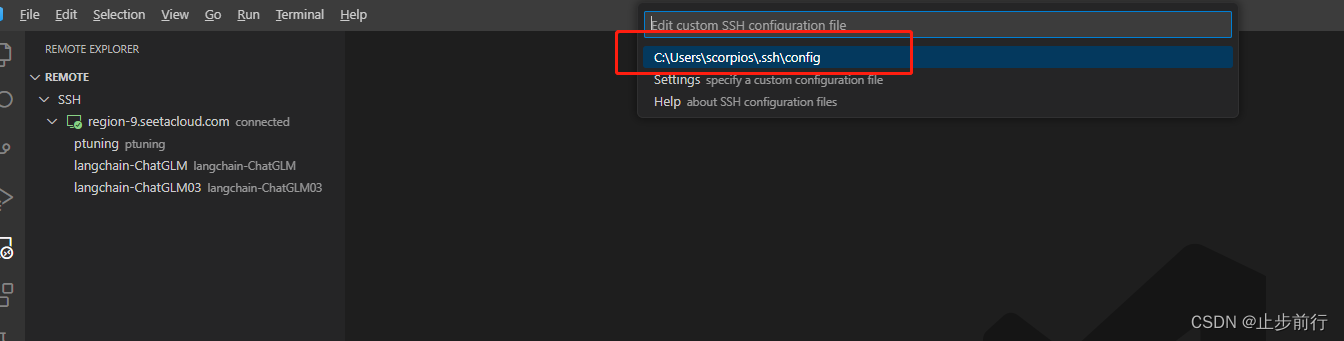 File Edit Selection View Go Run Terminal Help
Edit custom SSH configuration file
C:\Users\scorpios\.ssh\config
Settings specify a custom configuration file
Help about SSH configuration files
REMOTE EXPLORER
REMOTE
SSH
region-9.seetacloud.com connected
ptuning ptuning
langchain-ChatGLM langchain-ChatGLM
langchain-ChatGLM03 langchain-ChatGLM03
CSDN @止步前行